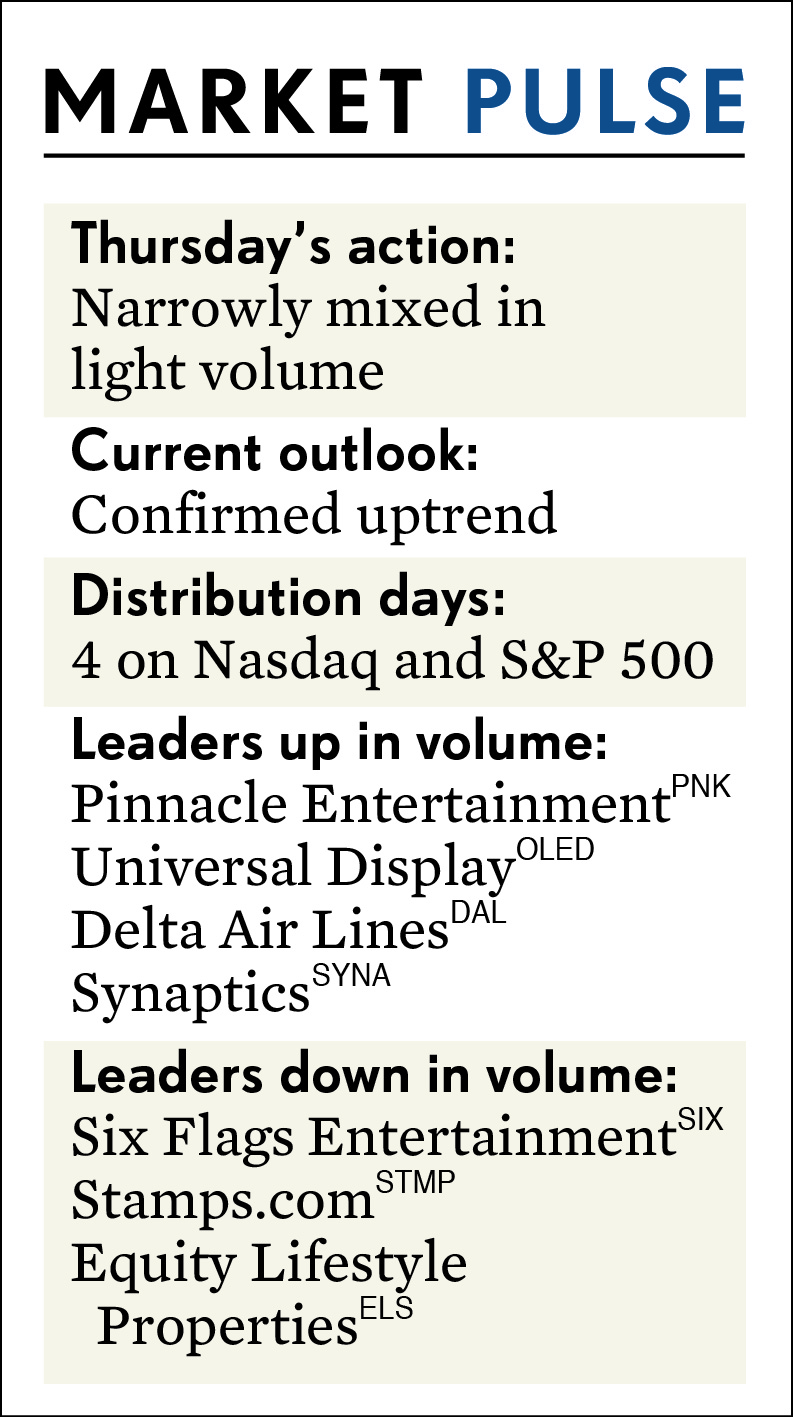 MARKET PULSE
Thursday’s action:
Narrowly mixed in
light volume
Current outlook:
Confirmed uptrend
Distribution days:
4 on Nasdaq and S&P 500
Leaders up in volume:
Pinnacle Entertainment PNK
Universal Display OLED
Delta Air Lines DAL
Synaptics SYNA
Leaders down in volume:
Six Flags Entertainment SIX
Stamps.com STMP
Equity Lifestyle
Properties ELS